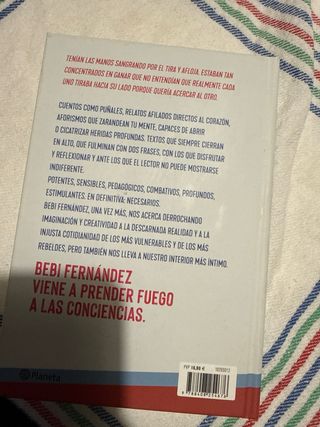 TENÍAN LAS MANOS SANGRANDO POR EL TIRA Y AFLOJA, ESTABAN TAN
CONCENTRADOS EN GANAR QUE NO ENTENDÍAN QUE REALMENTE CADA
UNO TIRABA HACIA SU LADO PORQUE QUERÍA ACERCAR AL OTRO.
CUENTOS COMO PUÑALES, RELATOS AFILADOS DIRECTOS AL CORAZÓN,
AFORISMOS QUE ZARANDEAN TU MENTE, CAPACES DE ABRIR
O CICATRIZAR HERIDAS PROFUNDAS, TEXTOS QUE SIEMPRE CIERRAN
EN ALTO, QUE FULMINAN CON DOS FRASES, CON LOS QUE DISFRUTAR
Y REFLEXIONAR Y ANTE LOS QUE EL LECTOR NO PUEDE MOSTRARSE
INDIFERENTE.
POTENTES, SENSIBLES, PEDAGÓGICOS, COMBATIVOS, PROFUNDOS,
ESTIMULANTES. EN DEFINITIVA: NECESARIOS.
BEBI FERNÁNDEZ, UNA VEZ MÁS, NOS ACERCA DERROCHANDO
IMAGINACIÓN Y CREATIVIDAD A LA DESCARNADA REALIDAD Y A LA
INJUSTA COTIDIANIDAD DE LOS MÁS VULNERABLES Y DE LOS MÁS
REBELDES, PERO TAMBIÉN NOS LLEVA A NUESTRO INTERIOR MÁS ÍNTIMO.
BEBI FERNÁNDEZ
VIENE A PRENDER FUEGO
A LAS CONCIENCIAS.
Planeta